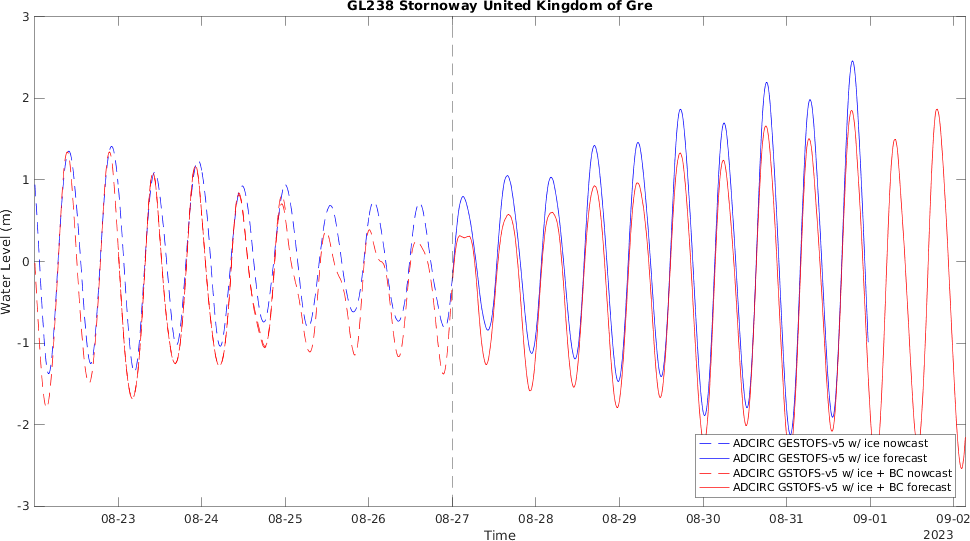 GL238 Stornoway United Kingdom of Gre
3
2
1
0
-1
-2
-3
Water Level (m)
ADCIRC GESTOFS-v5 w/ ice nowcast
ADCIRC GESTOFS-v5 w/ ice forecast
ADCIRC GSTOFS-v5 w/ ice + BC nowcast
ADCIRC GSTOFS-v5 w/ ice + BC forecast
08-23 08-24 08-25 08-26 08-27 08-28 08-29 08-30 08-31 09-01 09-02
Time 2023